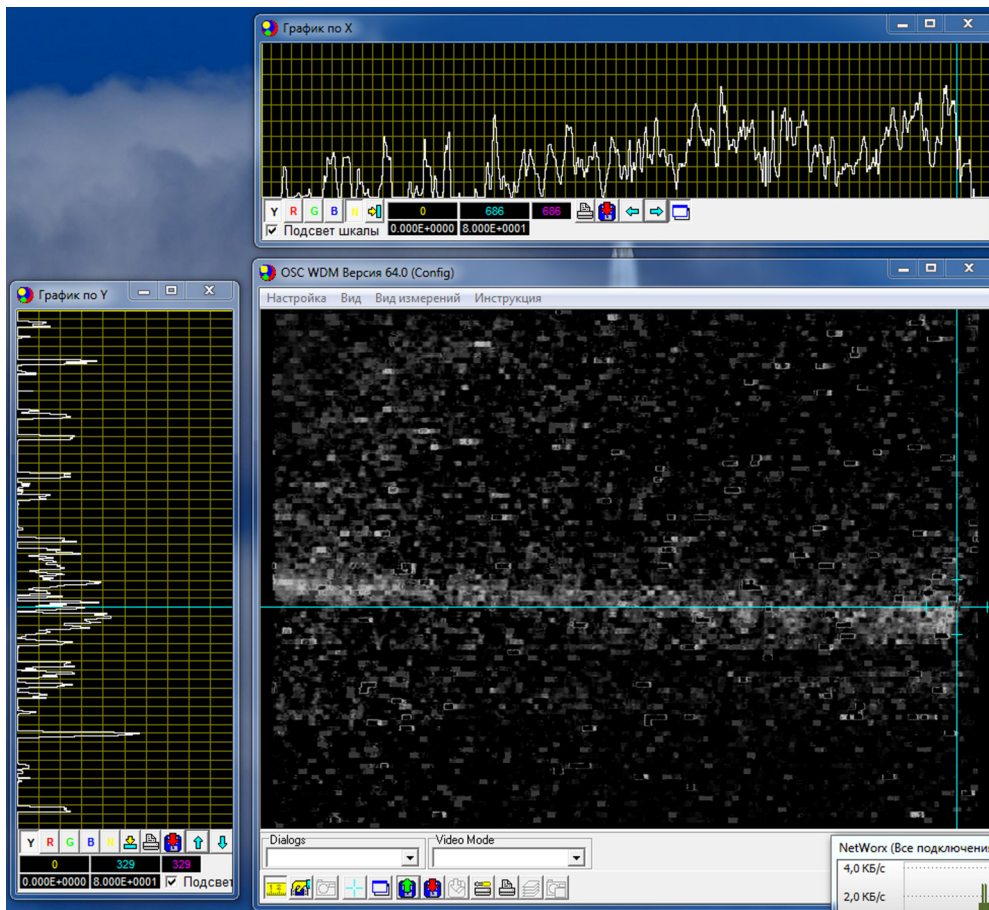 График по X
Y R G B N 0 686 686
Подсвет шкалы 0.000E+0000 8.000E+0001
OSC WDM Версия 64.0 (Config)
Настройка Вид Вид измерений Инструкция
График по Y
Y R G B N
0 329 329
0.000E+0000 8.000E+0001 Подсвет
Dialogs Video Mode
NetWorx (Все подключения
4,0 КБ/с
2,0 КБ/с